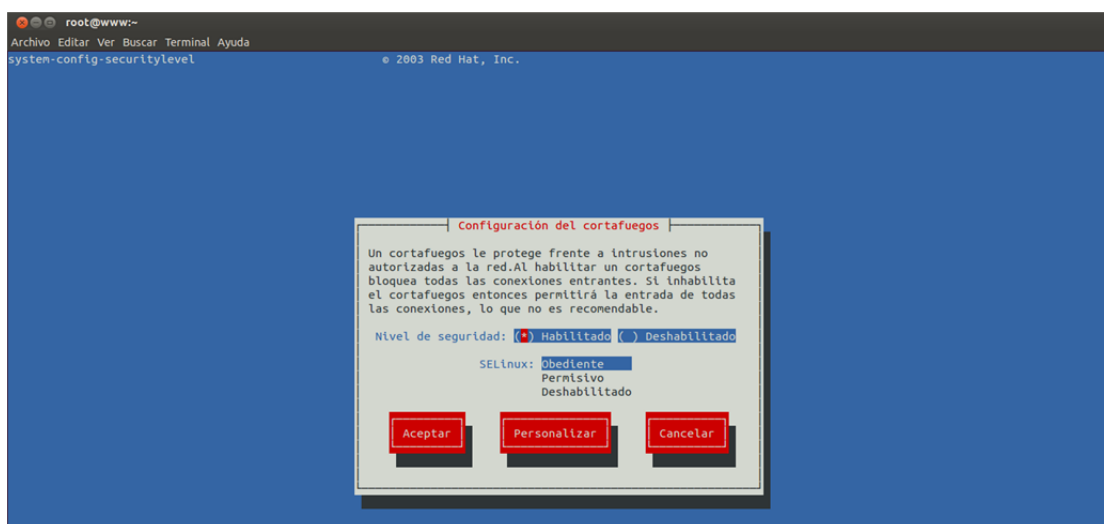 root@www:~
Archivo Editar Ver Buscar Terminal Ayuda
system-config-securitylevel © 2003 Red Hat, Inc.
Configuración del cortafuegos
Un cortafuegos le protege frente a intrusiones no
autorizadas a la red.Al habilitar un cortafuegos
bloquea todas las conexiones entrantes. Si inhabilita
el cortafuegos entonces permitirá la entrada de todas
las conexiones, lo que no es recomendable.
Nivel de seguridad: (*) Habilitado ( ) Deshabilitado
SELinux: Obediente
Permisivo
Deshabilitado
Aceptar Personalizar Cancelar